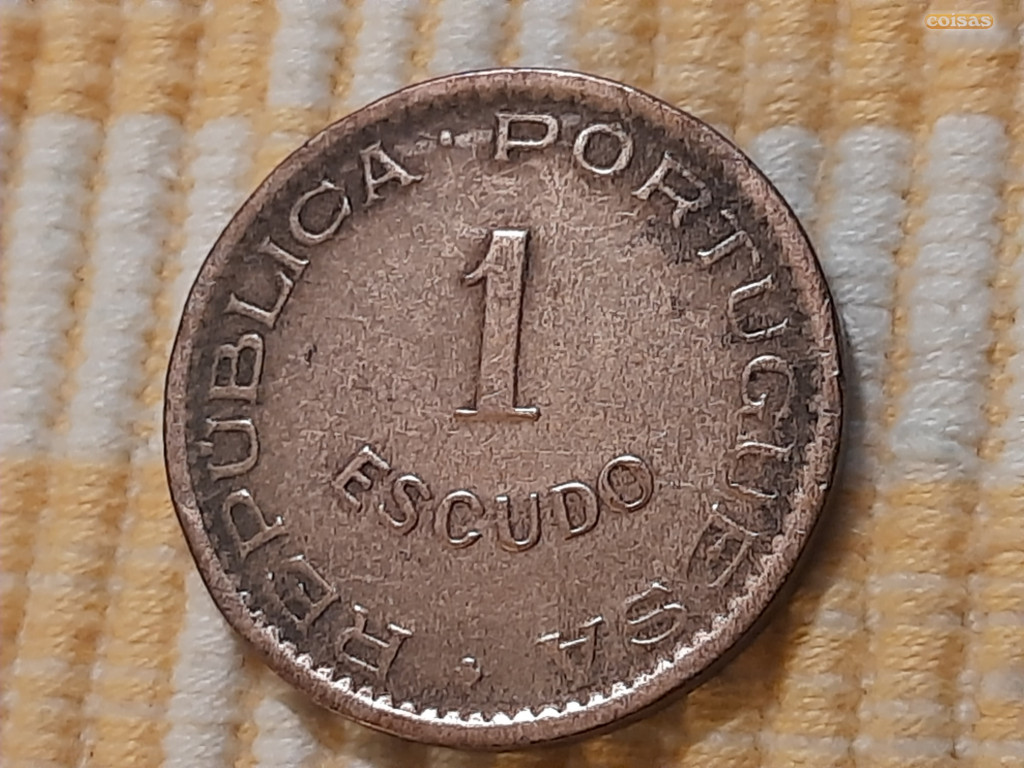 coisas
REPÚBLICA · PORTUGUESA ·
1
ESCUDO